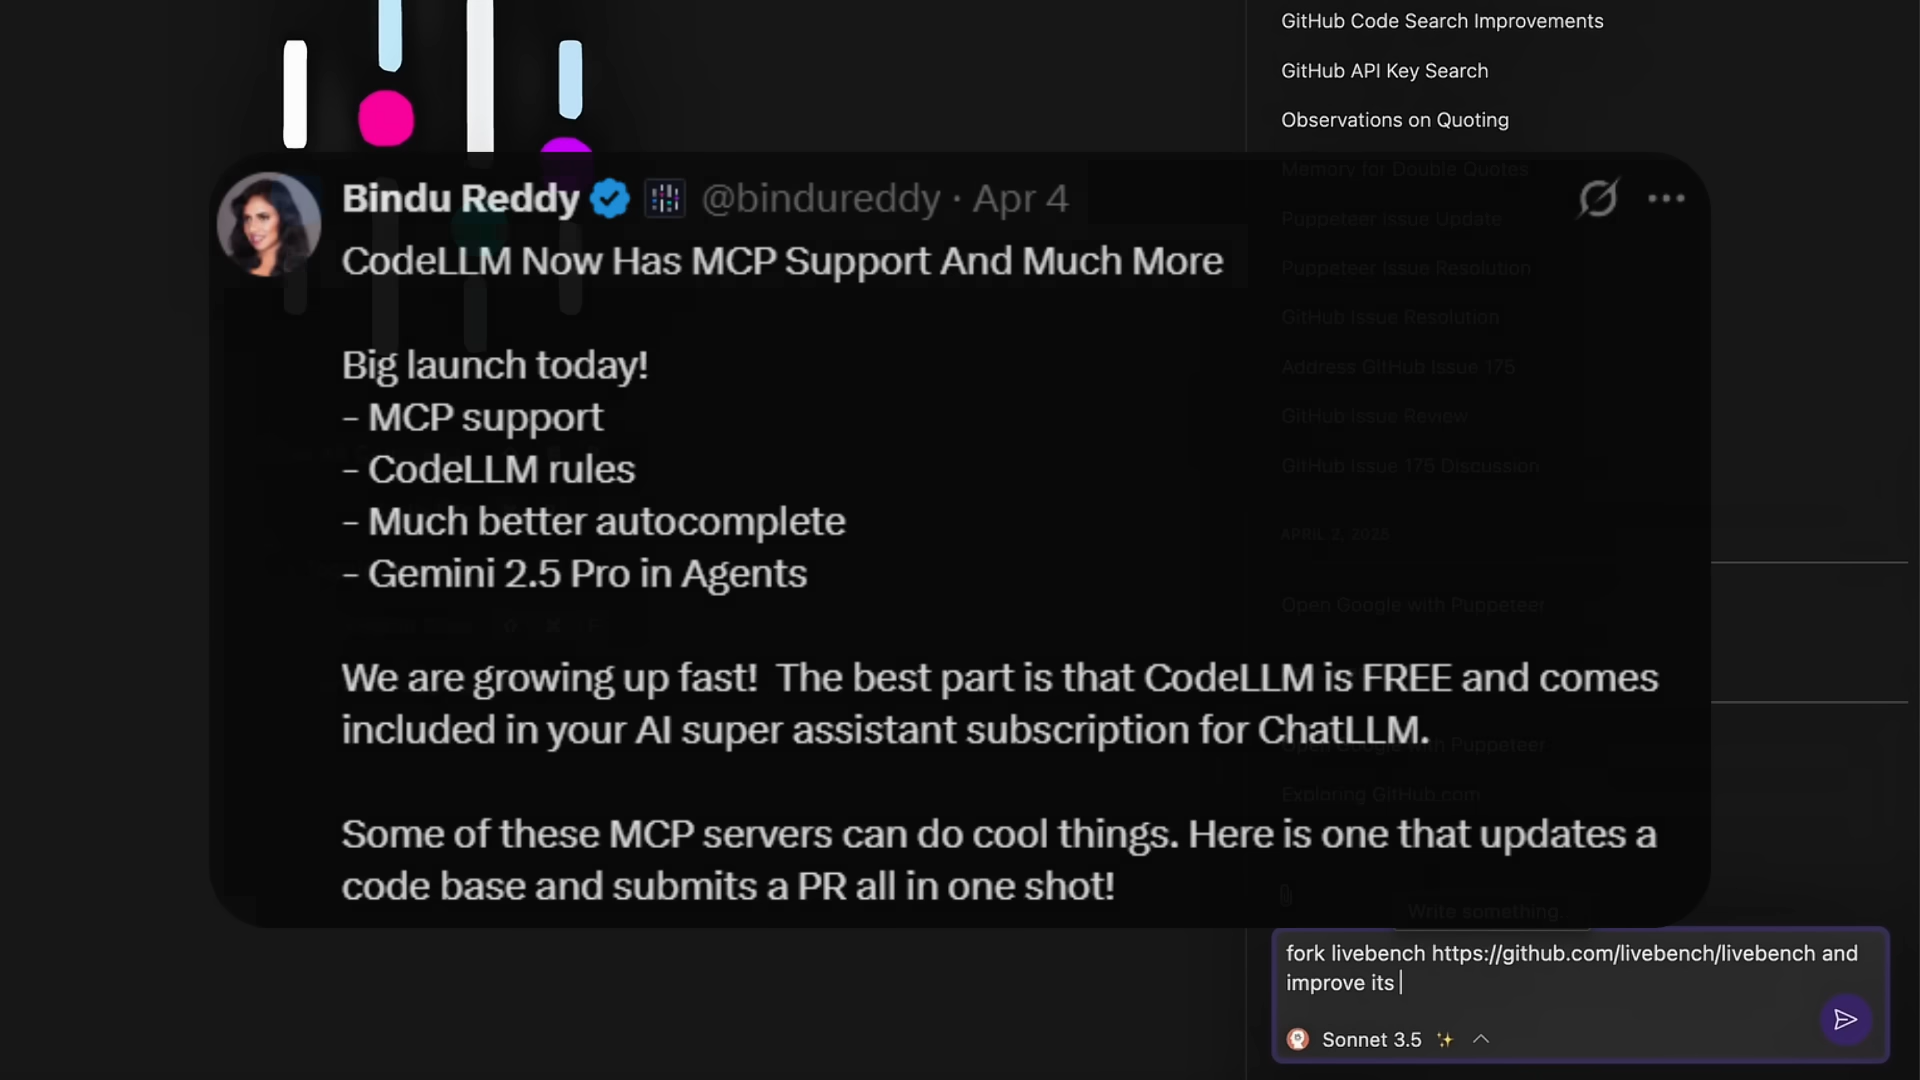 GitHub Code Search Improvements
GitHub API Key Search
Observations on Quoting
Memory for Double Quotes
Puppeteer Issue Update
Puppeteer Issue Resolution
GitHub Issue Resolution
Address GitHub Issue 175
GitHub Issue Review
GitHub Issue 175 Discussion
APRIL 2, 2025
Open Google with Puppeteer
Open Google with Puppeteer
Exploring GitHub.com
Bindu Reddy @bindureddy · Apr 4
CodeLLM Now Has MCP Support And Much More
Big launch today!
- MCP support
- CodeLLM rules
- Much better autocomplete
- Gemini 2.5 Pro in Agents
We are growing up fast! The best part is that CodeLLM is FREE and comes
included in your AI super assistant subscription for ChatLLM.
Some of these MCP servers can do cool things. Here is one that updates a
code base and submits a PR all in one shot!
Write something...
fork livebench https://github.com/livebench/livebench and
improve its
Sonnet 3.5